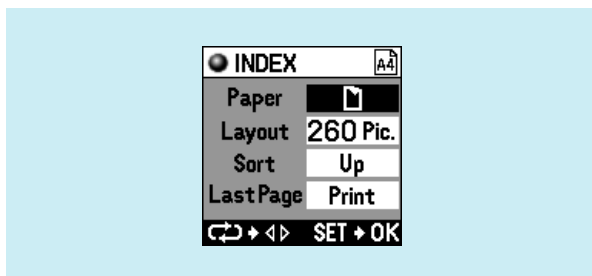 INDEX A4
Paper
Layout 260 Pic.
Sort Up
Last Page Print
SET OK